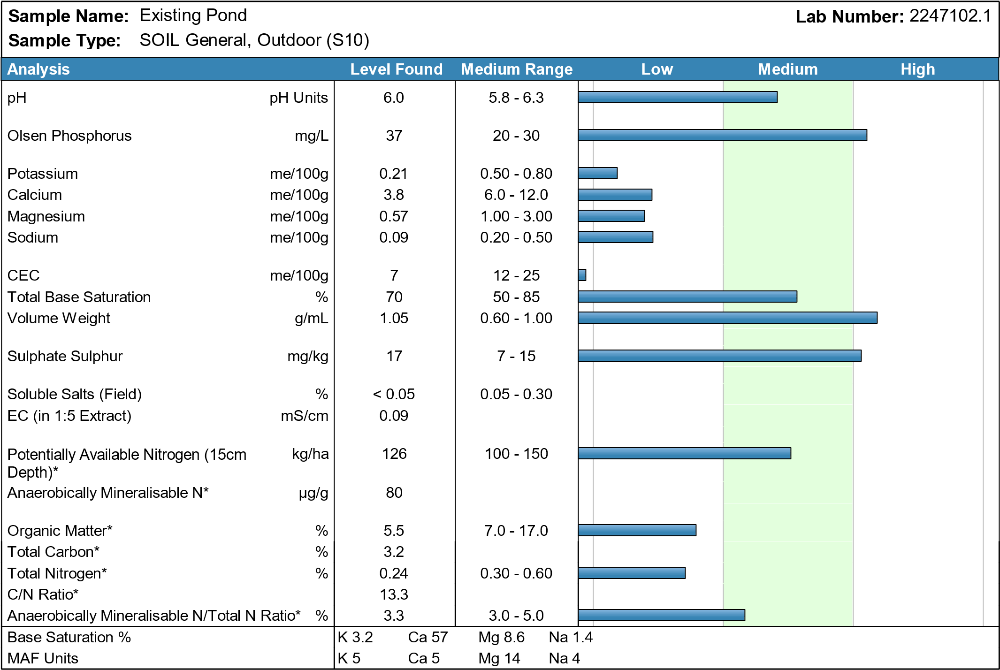 Sample Name: Existing Pond Lab Number: 2247102.1
Sample Type: SOIL General, Outdoor (S10)
Analysis Level Found Medium Range Low Medium High
pH pH Units 6.0 5.8 - 6.3
Olsen Phosphorus mg/L 37 20 - 30
Potassium me/100g 0.21 0.50 - 0.80
Calcium me/100g 3.8 6.0 - 12.0
Magnesium me/100g 0.57 1.00 - 3.00
Sodium me/100g 0.09 0.20 - 0.50
CEC me/100g 7 12 - 25
Total Base Saturation % 70 50 - 85
Volume Weight g/mL 1.05 0.60 - 1.00
Sulphate Sulphur mg/kg 17 7 - 15
Soluble Salts (Field) % < 0.05 0.05 - 0.30
EC (in 1:5 Extract) mS/cm 0.09
Potentially Available Nitrogen (15cm kg/ha 126 100 - 150
Depth)*
Anaerobically Mineralisable N* µg/g 80
Organic Matter* % 5.5 7.0 - 17.0
Total Carbon* % 3.2
Total Nitrogen* % 0.24 0.30 - 0.60
C/N Ratio* 13.3
Anaerobically Mineralisable N/Total N Ratio* % 3.3 3.0 - 5.0
Base Saturation % K 3.2 Ca 57 Mg 8.6 Na 1.4
MAF Units K 5 Ca 5 Mg 14 Na 4